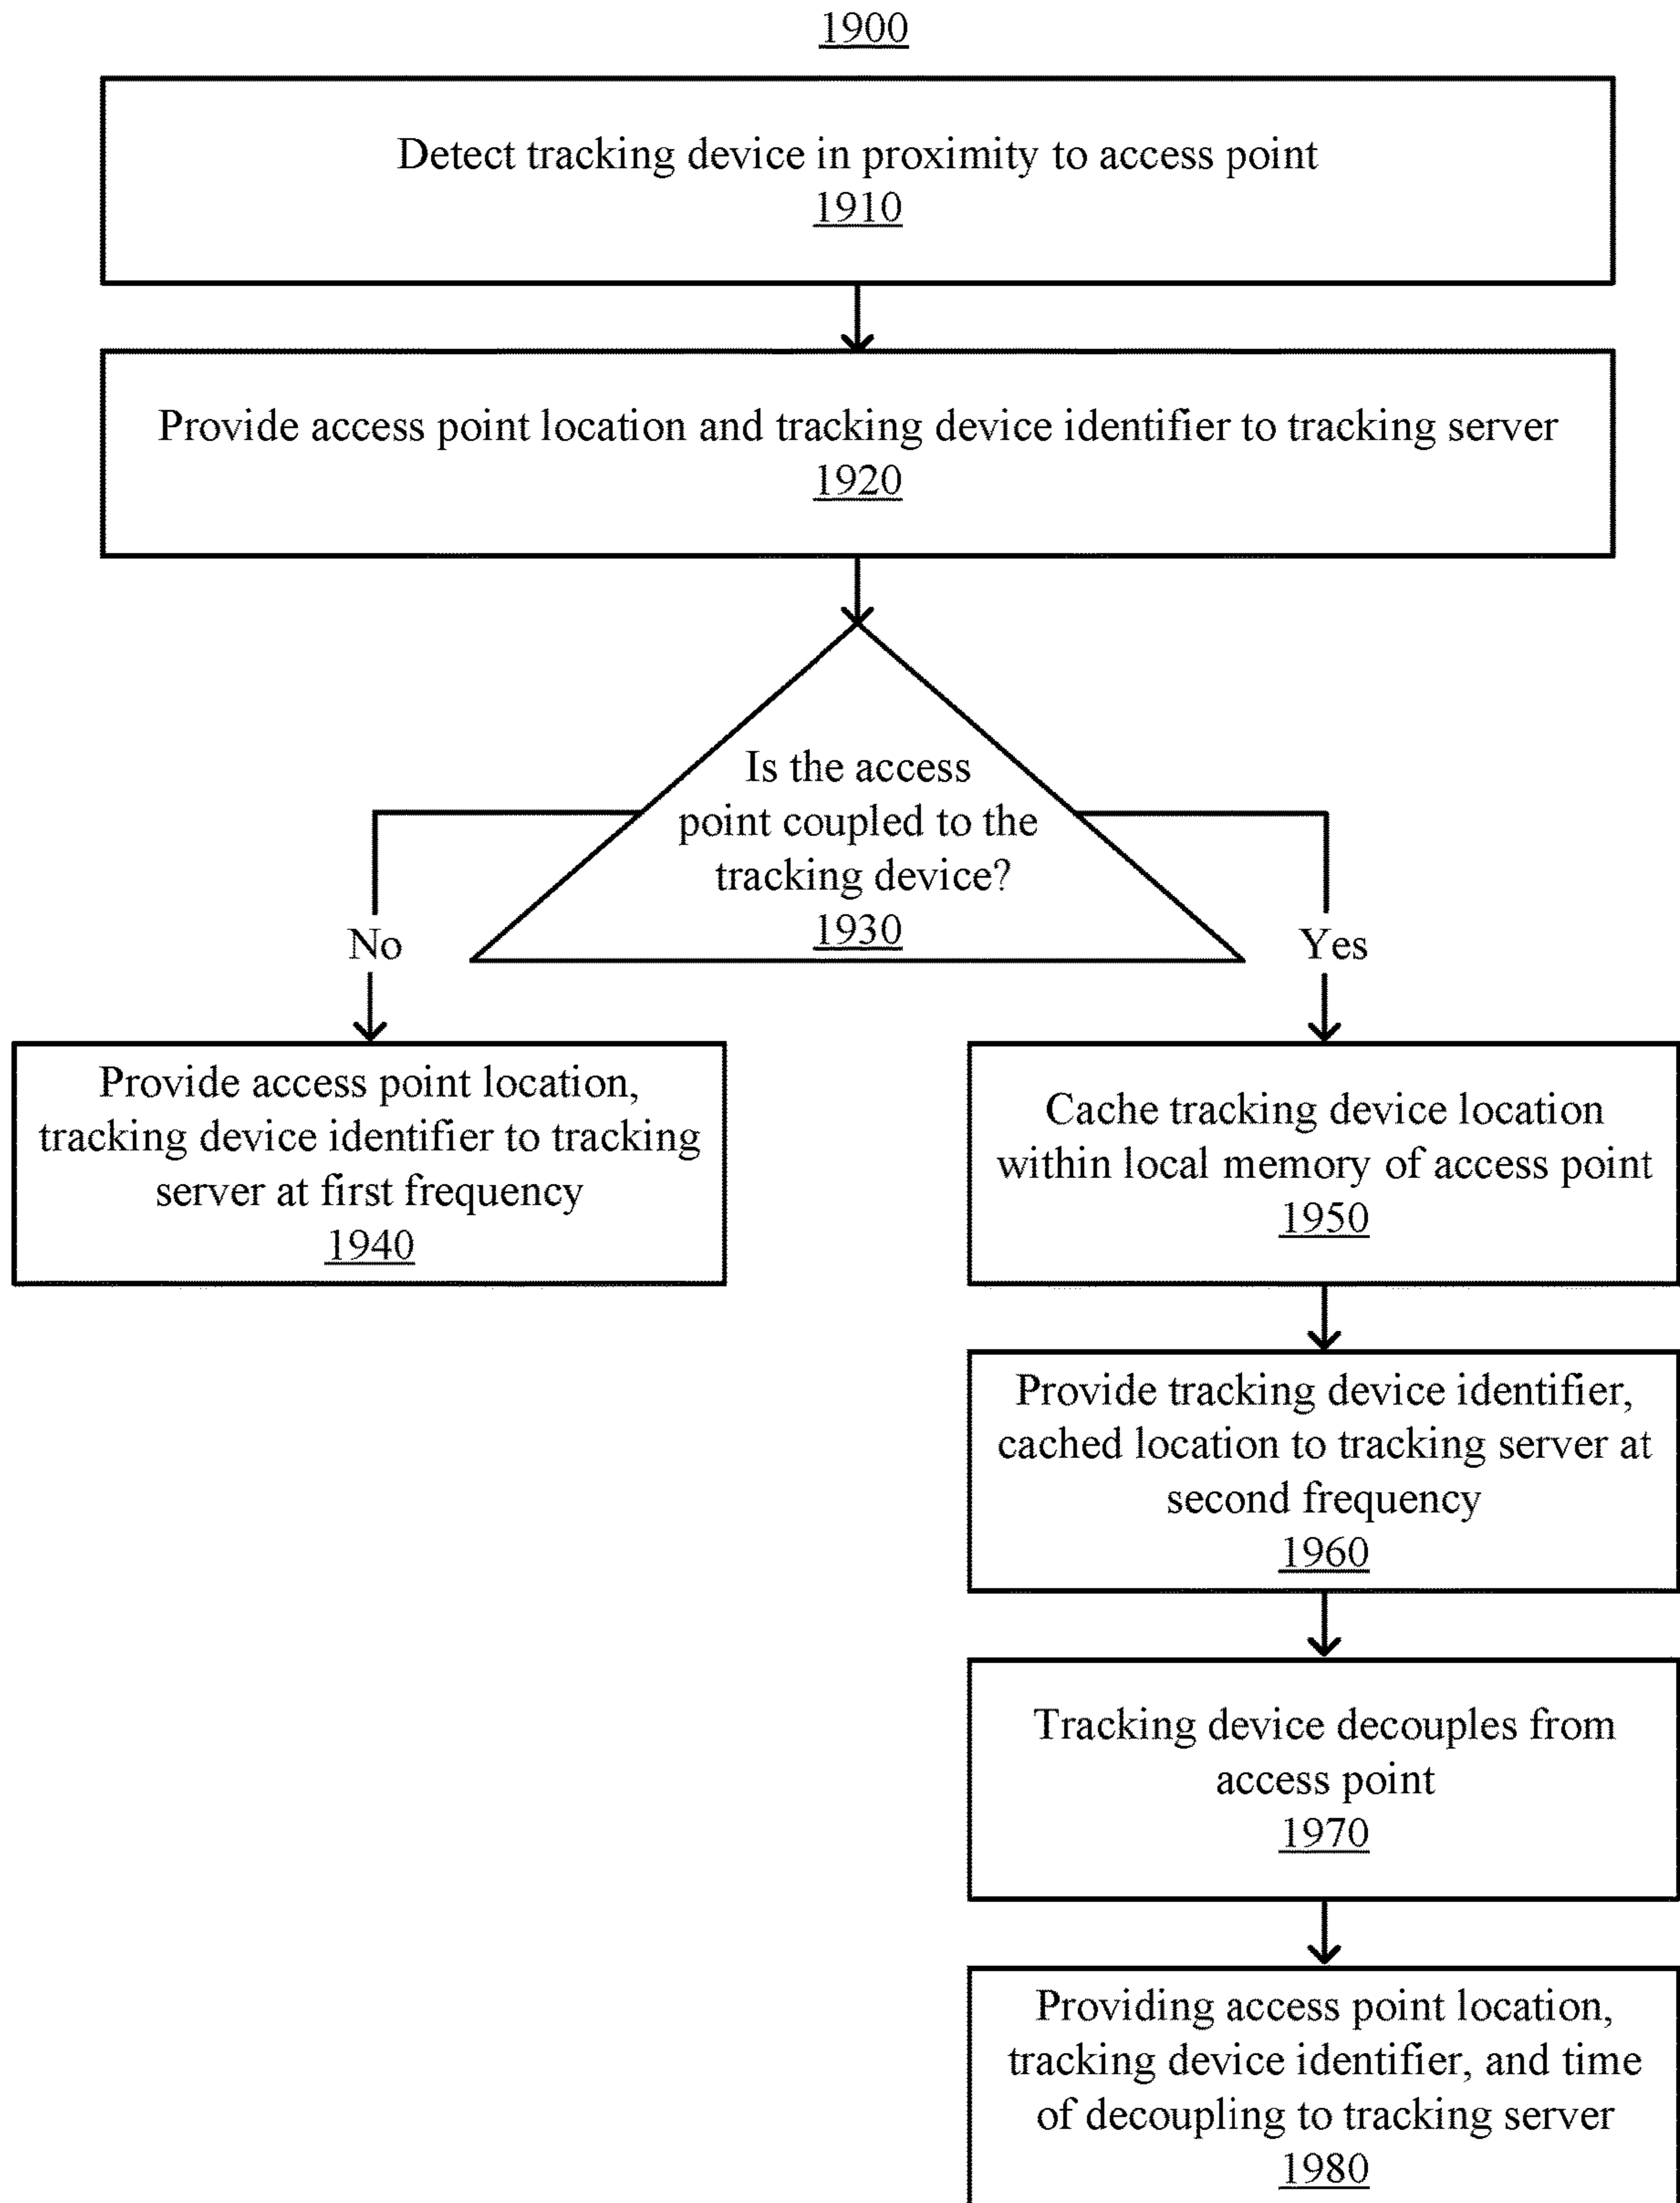 1900
Detect tracking device in proximity to access point
1910
Provide access point location and tracking device identifier to tracking server
1920
Is the access
point coupled to the
tracking device?
1930
No
Yes
Provide access point location,
tracking device identifier to tracking
server at first frequency
1940
Cache tracking device location
within local memory of access point
1950
Provide tracking device identifier,
cached location to tracking server at
second frequency
1960
Tracking device decouples from
access point
1970
Providing access point location,
tracking device identifier, and time
of decoupling to tracking server
1980